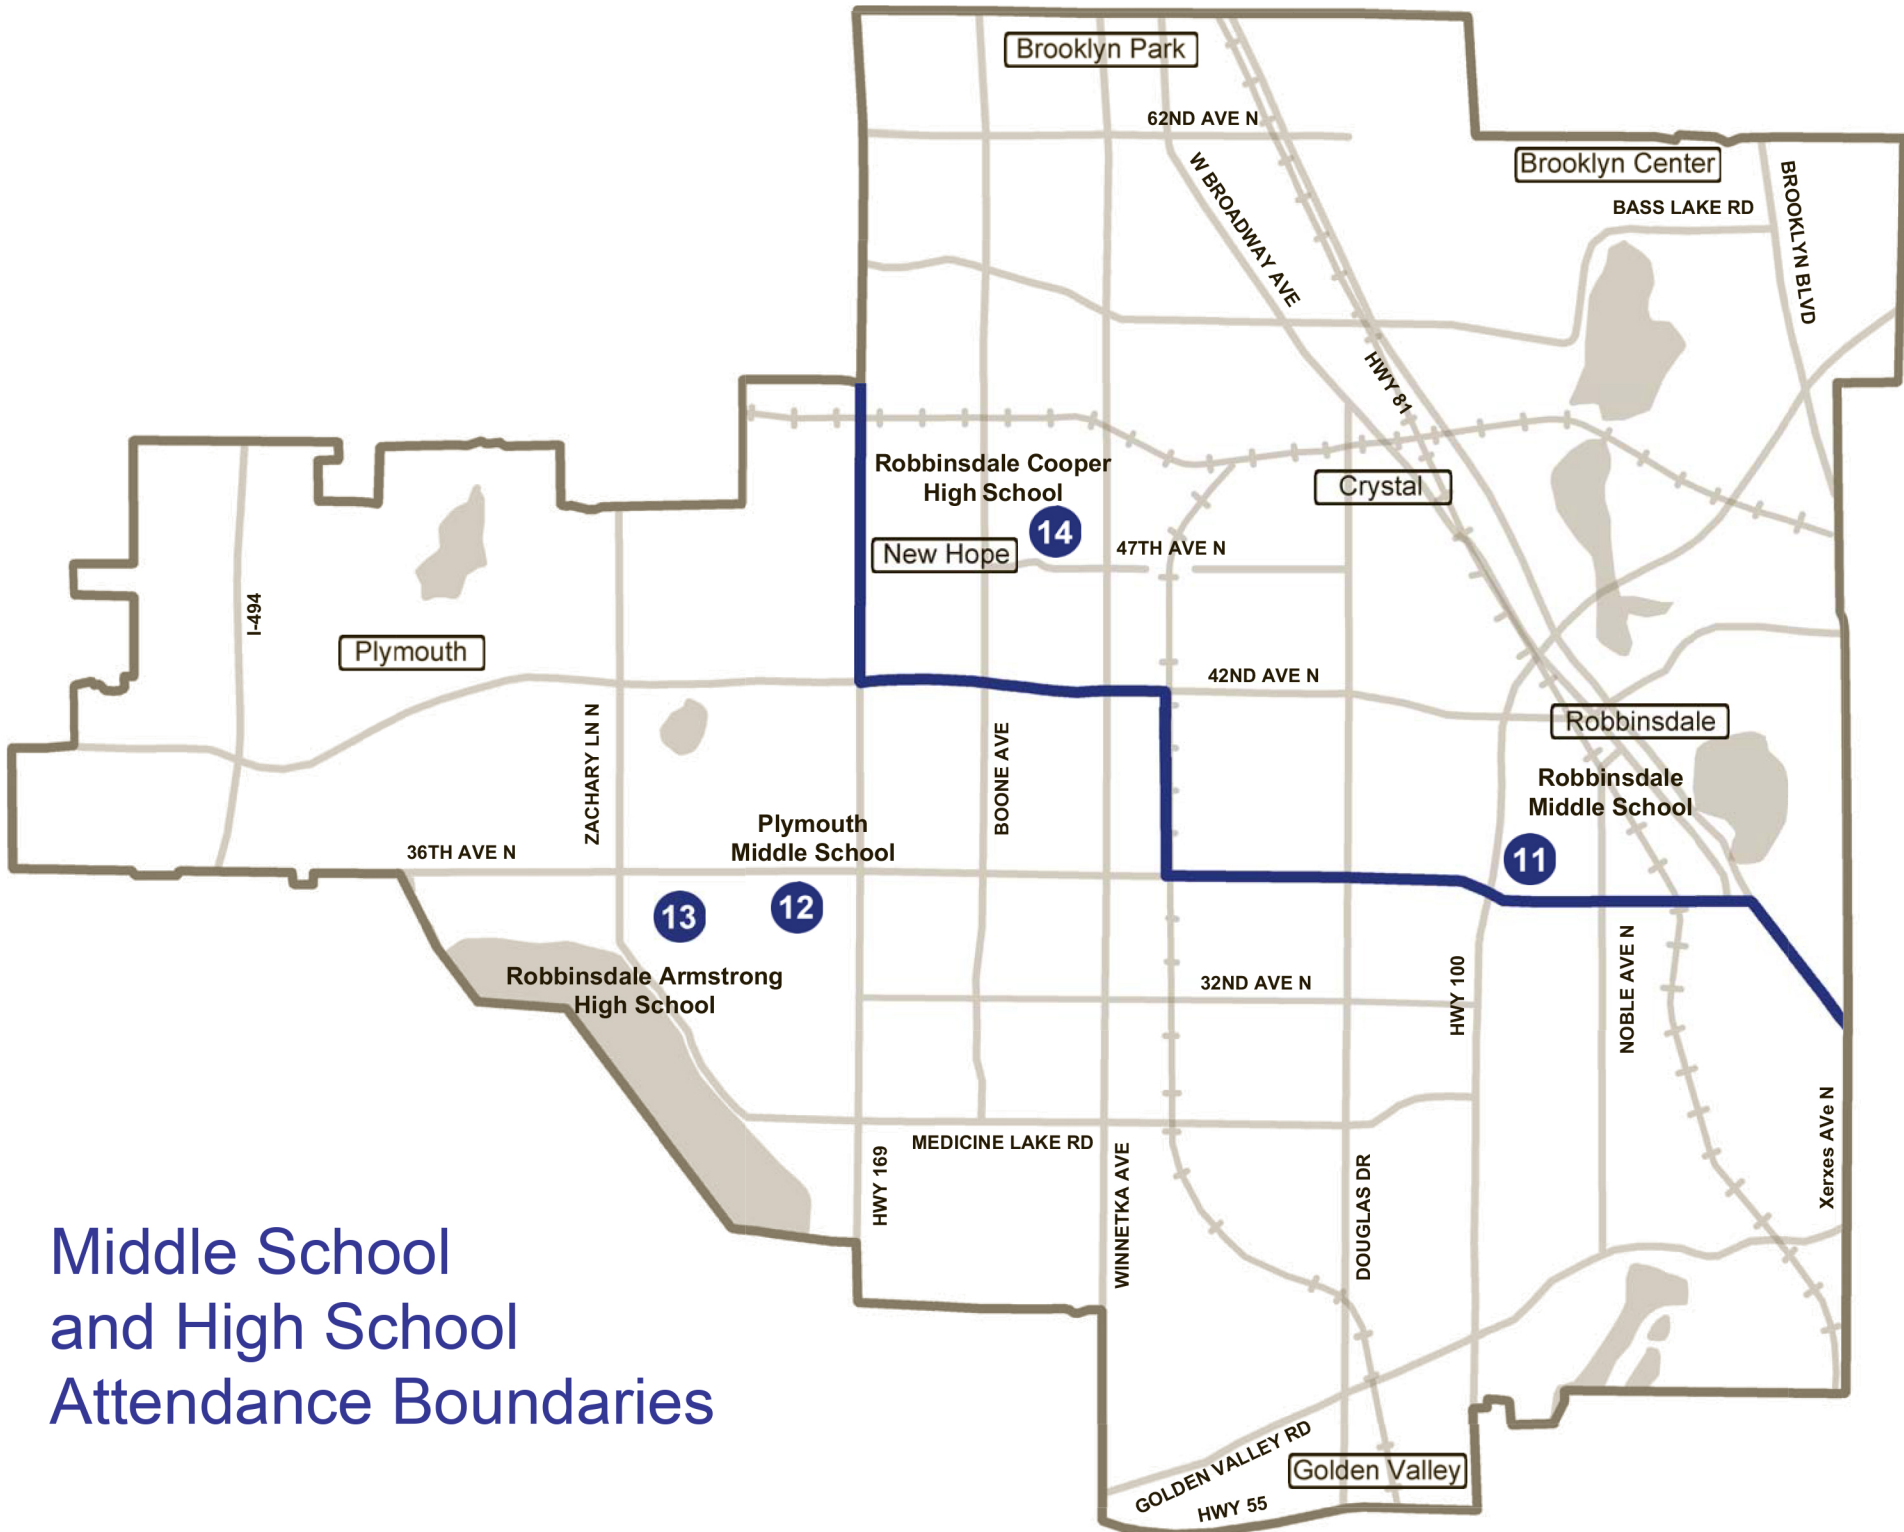 Brooklyn Park
62ND AVE N
Brooklyn Center
BASS LAKE RD
BROOKLYN BLVD
W BROADWAY AVE
HWY 81
Robbinsdale Cooper
High School
14
Crystal
New Hope
47TH AVE N
I-494
Plymouth
42ND AVE N
Robbinsdale
ZACHARY LN N
BOONE AVE
Robbinsdale
Middle School
11
Plymouth
Middle School
36TH AVE N
13
12
Robbinsdale Armstrong
High School
32ND AVE N
HWY 100
NOBLE AVE N
Xerxes AVe N
MEDICINE LAKE RD
HWY 169
WINNETKA AVE
DOUGLAS DR
Middle School
and High School
Attendance Boundaries
GOLDEN VALLEY RD
Golden Valley
HWY 55